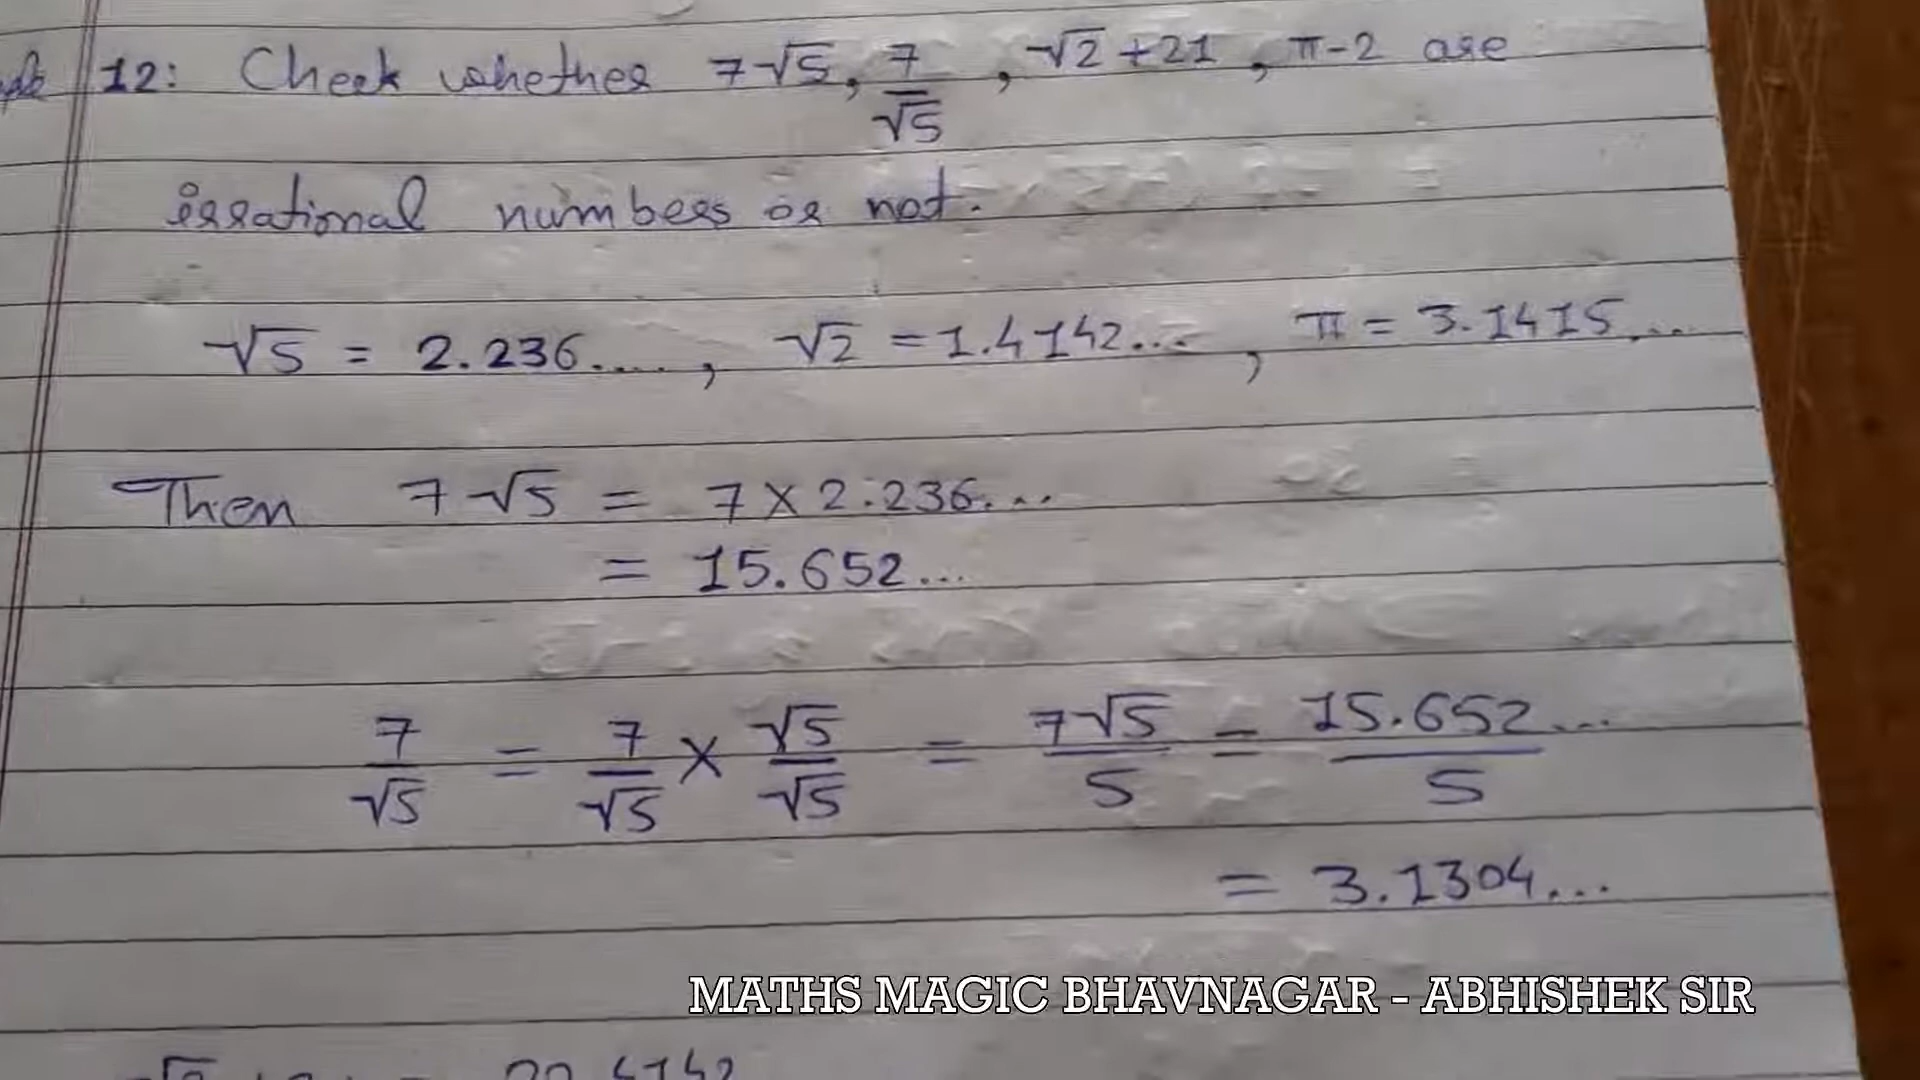 12: Check whether 7√5, 7/√5, √2+21, π-2 are
irrational numbers or not.
√5 = 2.236...., √2 = 1.4142..., π = 3.1415...
Then 7√5 = 7×2.236...
= 15.652...
7/√5 = 7/√5 × √5/√5 = 7√5/5 = 15.652.../5
= 3.1304...
MATHS MAGIC BHAVNAGAR - ABHISHEK SIR